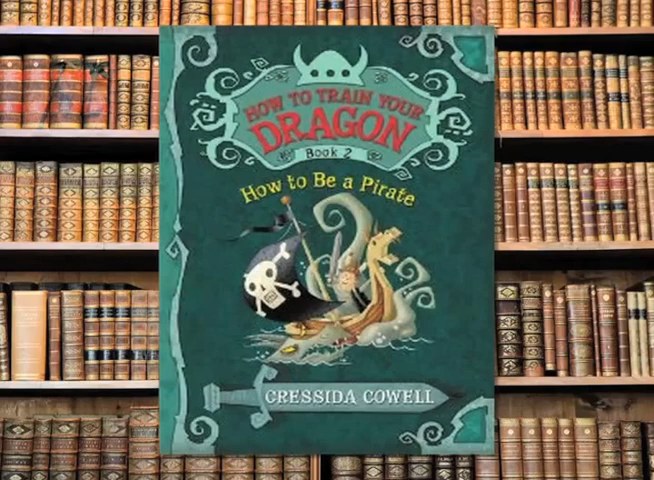 HOW TO TRAIN YOUR
DRAGON
Book 2
How to Be a Pirate
CRESSIDA COWELL